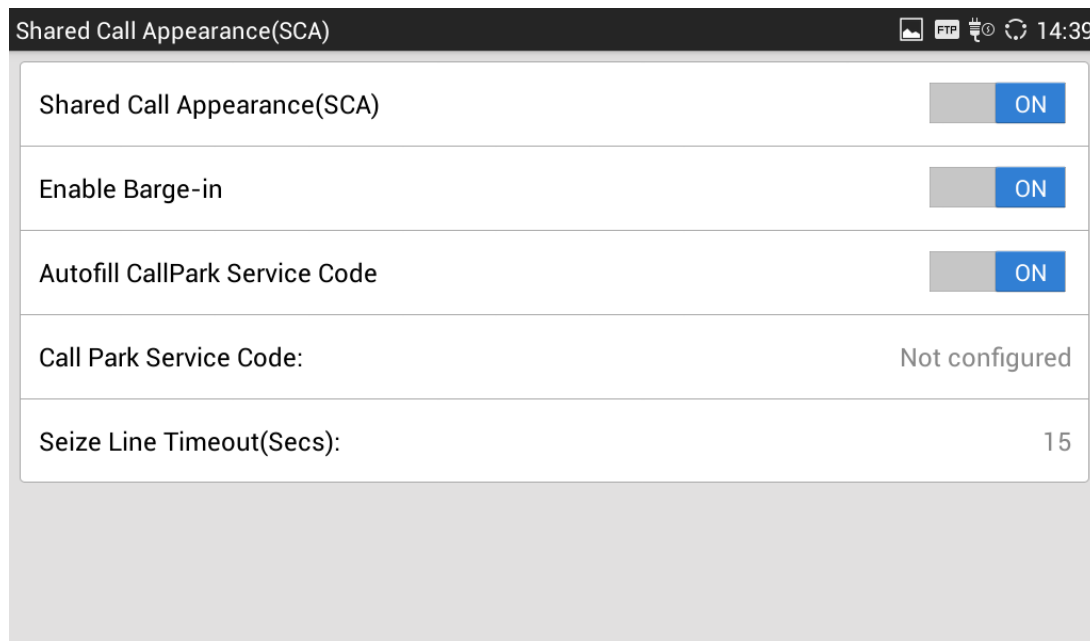 Shared Call Appearance(SCA) FTP 14:39
Shared Call Appearance(SCA) ON
Enable Barge-in ON
Autofill CallPark Service Code ON
Call Park Service Code: Not configured
Seize Line Timeout(Secs): 15